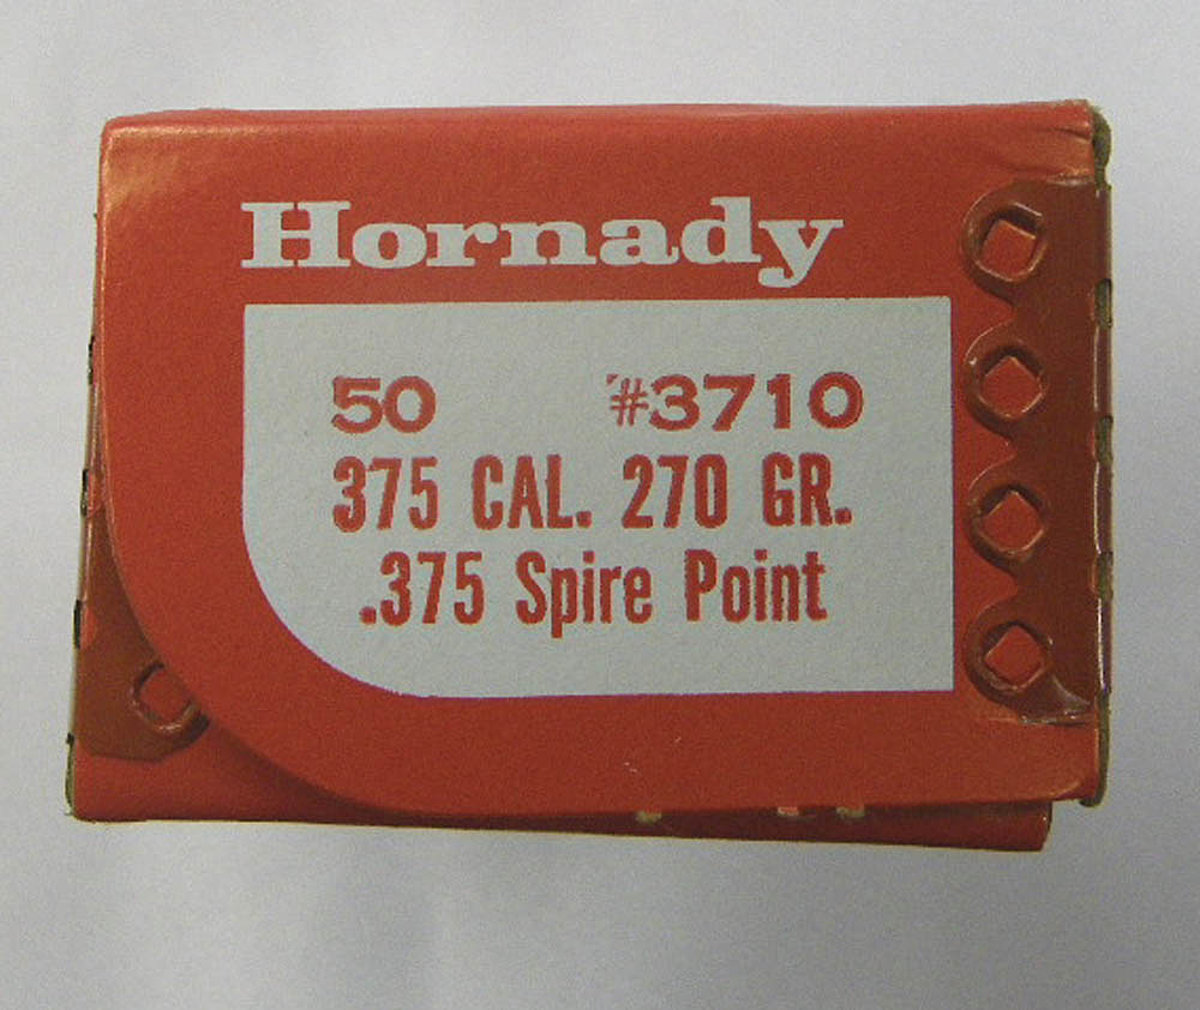 Hornady
50 #3710
375 CAL. 270 GR.
.375 Spire Point